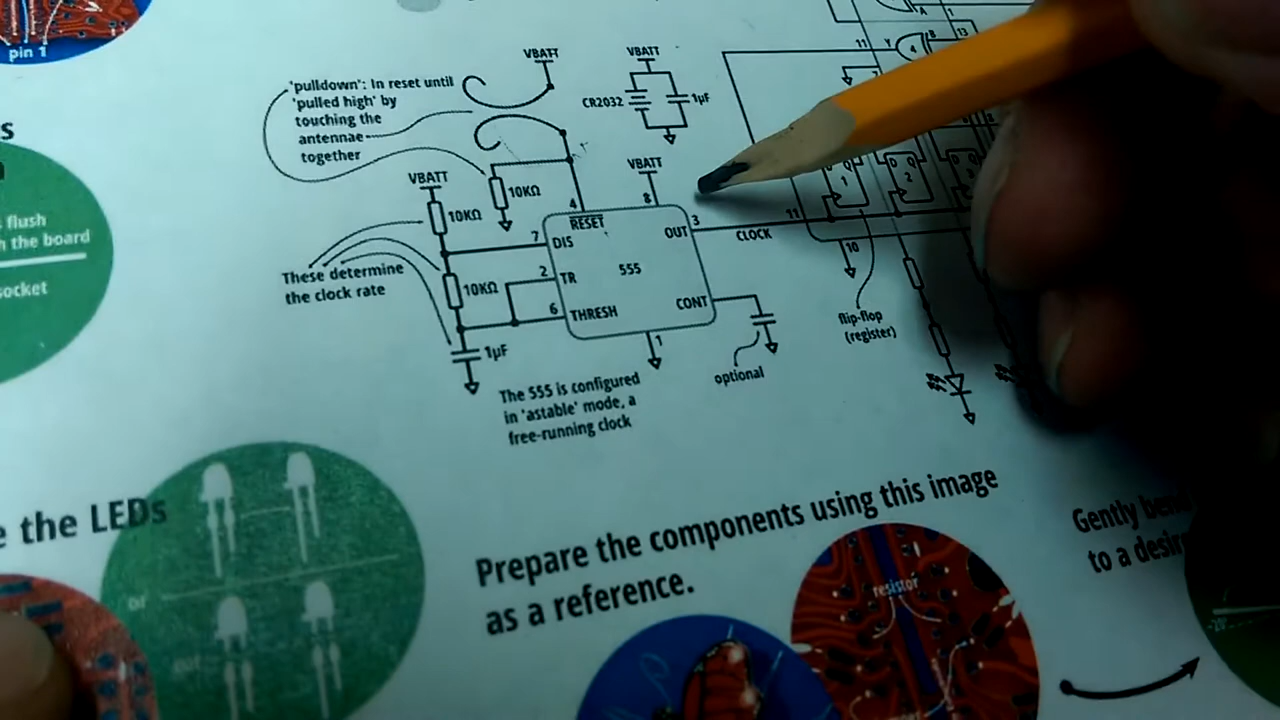 pin 1
s
flush
h the board
socket
'pulldown': In reset until
'pulled high' by
touching the
antennae
together
VBATT
VBATT
CR2032
1µF
VBATT
10KΩ
VBATT
10KΩ
4
8
RESET
3
OUT
7
DIS
555
2
TR
6
THRESH
CONT
1
10KΩ
1µF
These determine
the clock rate
CLOCK
11
11
Y
4
B
13
A
1
D Q
1
D Q
2
10
flip-flop
(register)
optional
The 555 is configured
in 'astable' mode, a
free-running clock
e the LEDs
or
Prepare the components using this image
as a reference.
resistor
Gently
to a